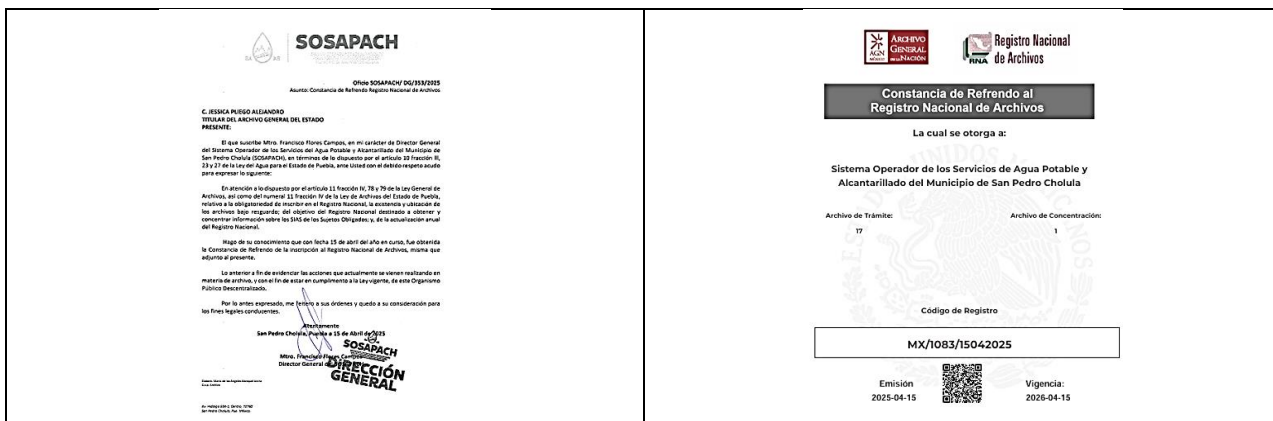 SOSAPACH
Oficio SOSAPACH/ DG/353/2025
Asunto: Constancia de Refrendo Registro Nacional de Archivos
C. JESSICA PLIEGO ALEJANDRO
TITULAR DEL ARCHIVO GENERAL DEL ESTADO
PRESENTE:
El que suscribe Mtro. Francisco Flores Campos, en mi carácter de Director General
del Sistema Operador de los Servicios del Agua Potable y Alcantarillado del Municipio de
San Pedro Cholula (SOSAPACH), en términos de lo dispuesto por el artículo
23 y 27 de la Ley del Agua para el Estado de Puebla, ante Usted con el debido respeto acudo
para expresar lo siguiente:
En atención a lo dispuesto por el artículo 11 fracción IV, 78 y 79 de la Ley General de
Archivos, así como del numeral 11 fracción IV de la Ley de Archivos del Estado de Puebla,
relativo a la obligatoriedad de inscribir en el Registro Nacional, la existencia y ubicación de
los archivos bajo resguardo; del objetivo del Registro Nacional destinado a obtener y
concentrar información sobre los SIAS de los Sujetos Obligados; y, de la actualización anual
del Registro Nacional.
Hago de su conocimiento que con fecha 15 de abril del año en curso, fue obtenida
la Constancia de Refrendo de la inscripción al Registro Nacional de Archivos, misma que
adjunto al presente.
Lo anterior a fin de evidenciar las acciones que actualmente se vienen realizando en
materia de archivo, y con el fin de estar en cumplimiento a la Ley vigente, de este Organismo
Público Descentralizado.
Por lo antes expresado, me reitero a sus órdenes y quedo a su consideración para
los fines legales conducentes.
Atentamente
San Pedro Cholula, Puebla a 15 de Abril de 2025
Mtro. Francisco Flores Campos
Director General de
SOSAPACH
DIRECCIÓN
GENERAL
AGN
MÉXICO
ARCHIVO
GENERAL
DE LA NACIÓN
RNA
Registro Nacional
de Archivos
Constancia de Refrendo al
Registro Nacional de Archivos
La cual se otorga a:
Sistema Operador de los Servicios de Agua Potable y
Alcantarillado del Municipio de San Pedro Cholula
Archivo de Trámite:
17
Archivo de Concentración:
1
Código de Registro
MX/1083/15042025
Emisión
2025-04-15
Vigencia:
2026-04-15